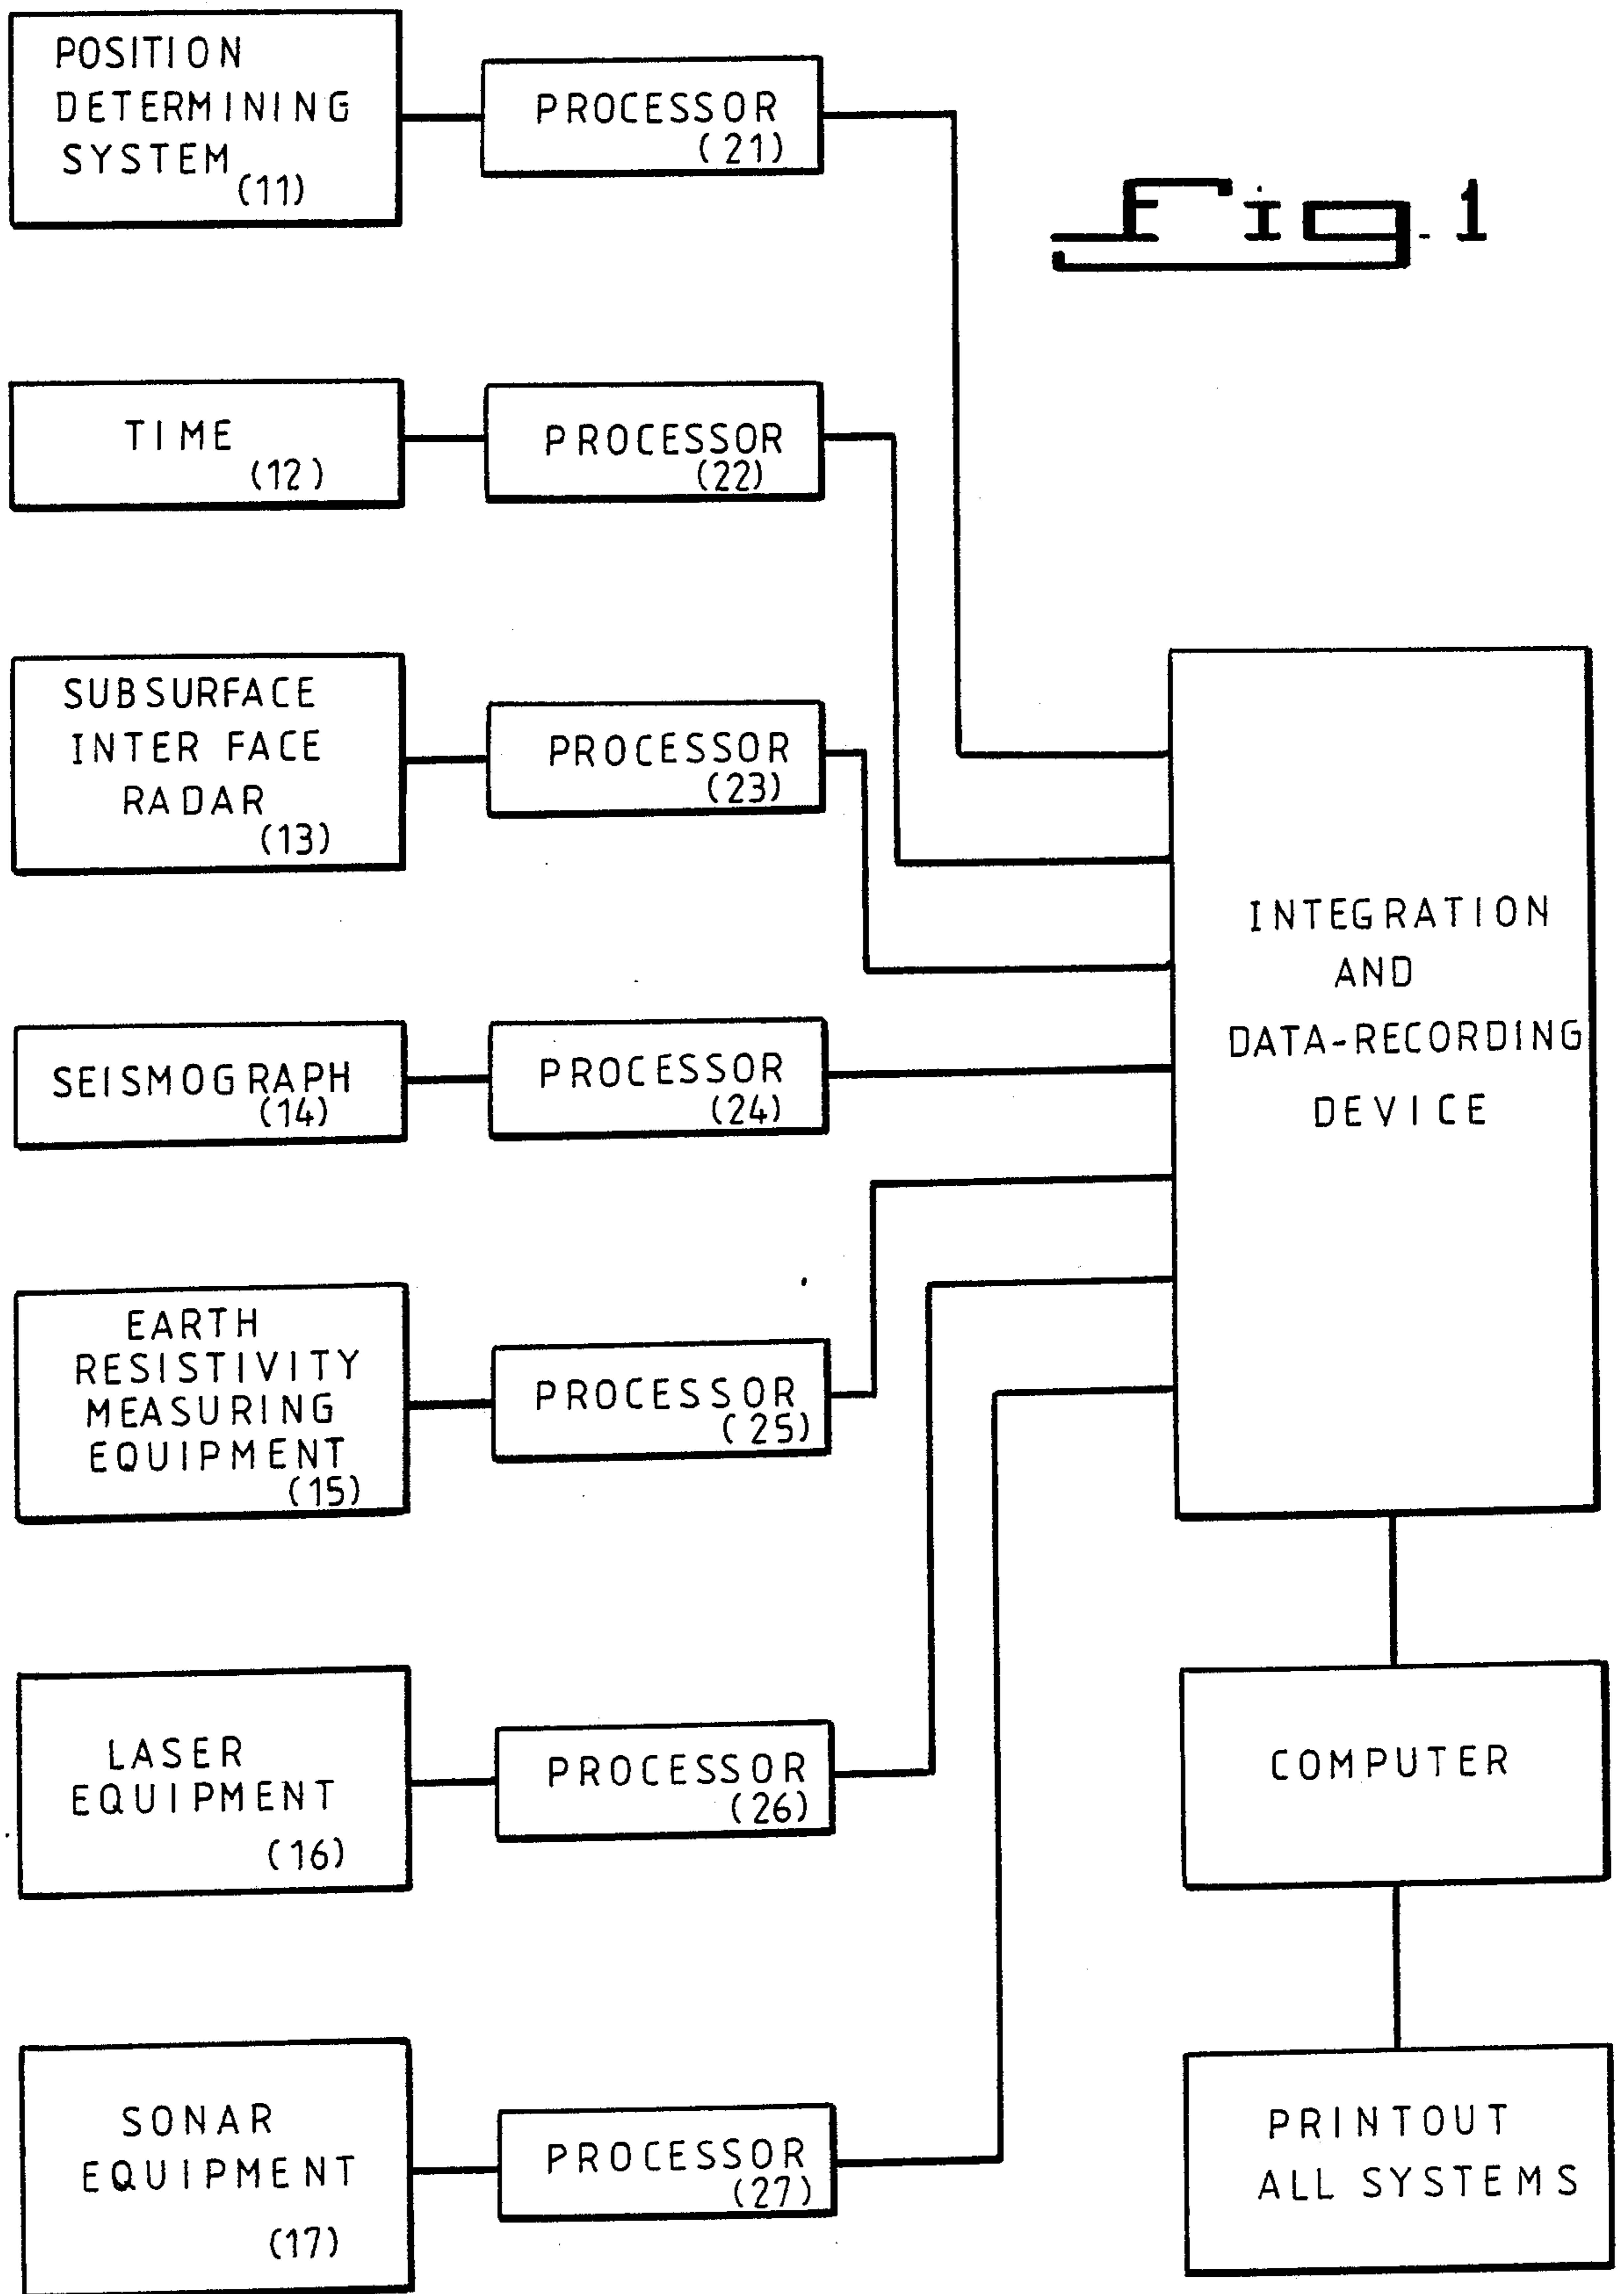 POSITION
DETERMINING
SYSTEM
(11)
PROCESSOR
(21)
Fig. 1
TIME
(12)
PROCESSOR
(22)
SUBSURFACE
INTER FACE
RADAR
(13)
PROCESSOR
(23)
SEISMOGRAPH
(14)
PROCESSOR
(24)
EARTH
RESISTIVITY
MEASURING
EQUIPMENT
(15)
PROCESSOR
(25)
LASER
EQUIPMENT
(16)
PROCESSOR
(26)
SONAR
EQUIPMENT
(17)
PROCESSOR
(27)
INTEGRATION
AND
DATA-RECORDING
DEVICE
COMPUTER
PRINTOUT
ALL SYSTEMS